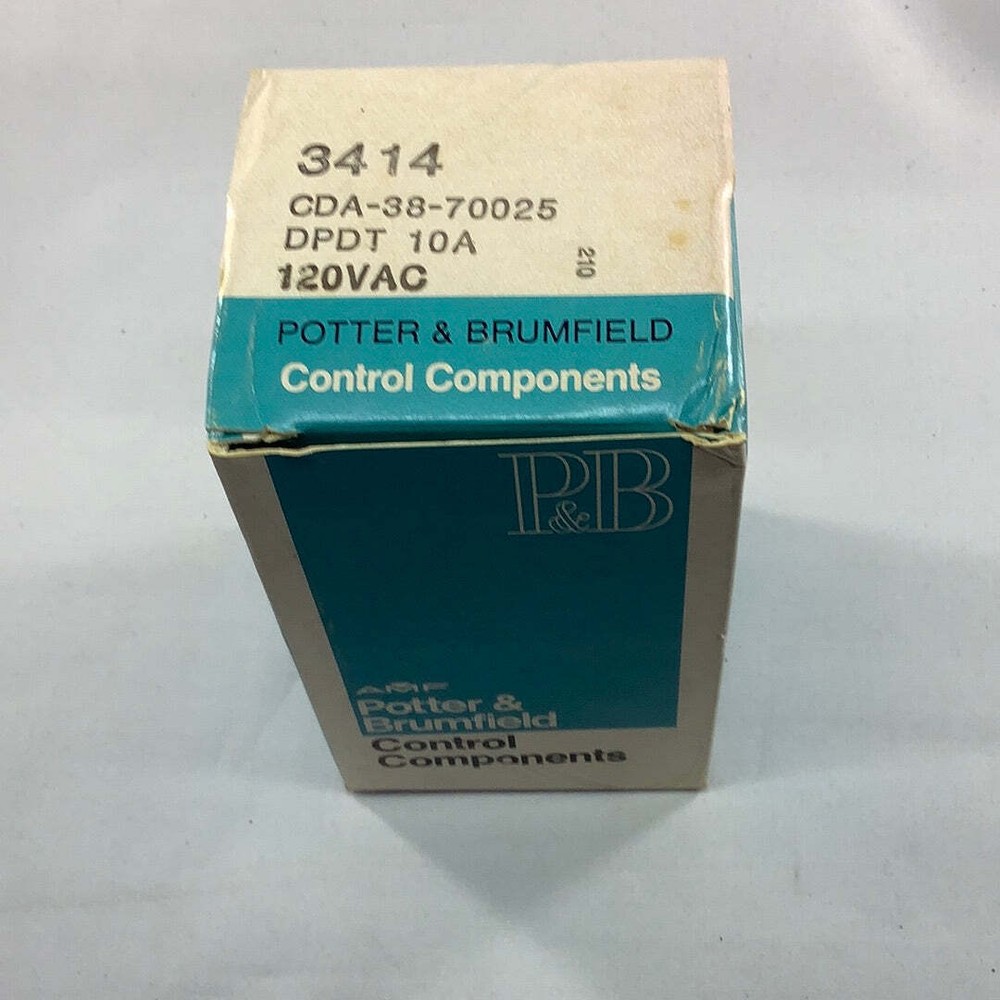 3414
CDA-38-70025
DPDT 10A
120VAC
210
POTTER & BRUMFIELD
Control Components
P&B
AMF
Potter &
Brumfield
Control
Components